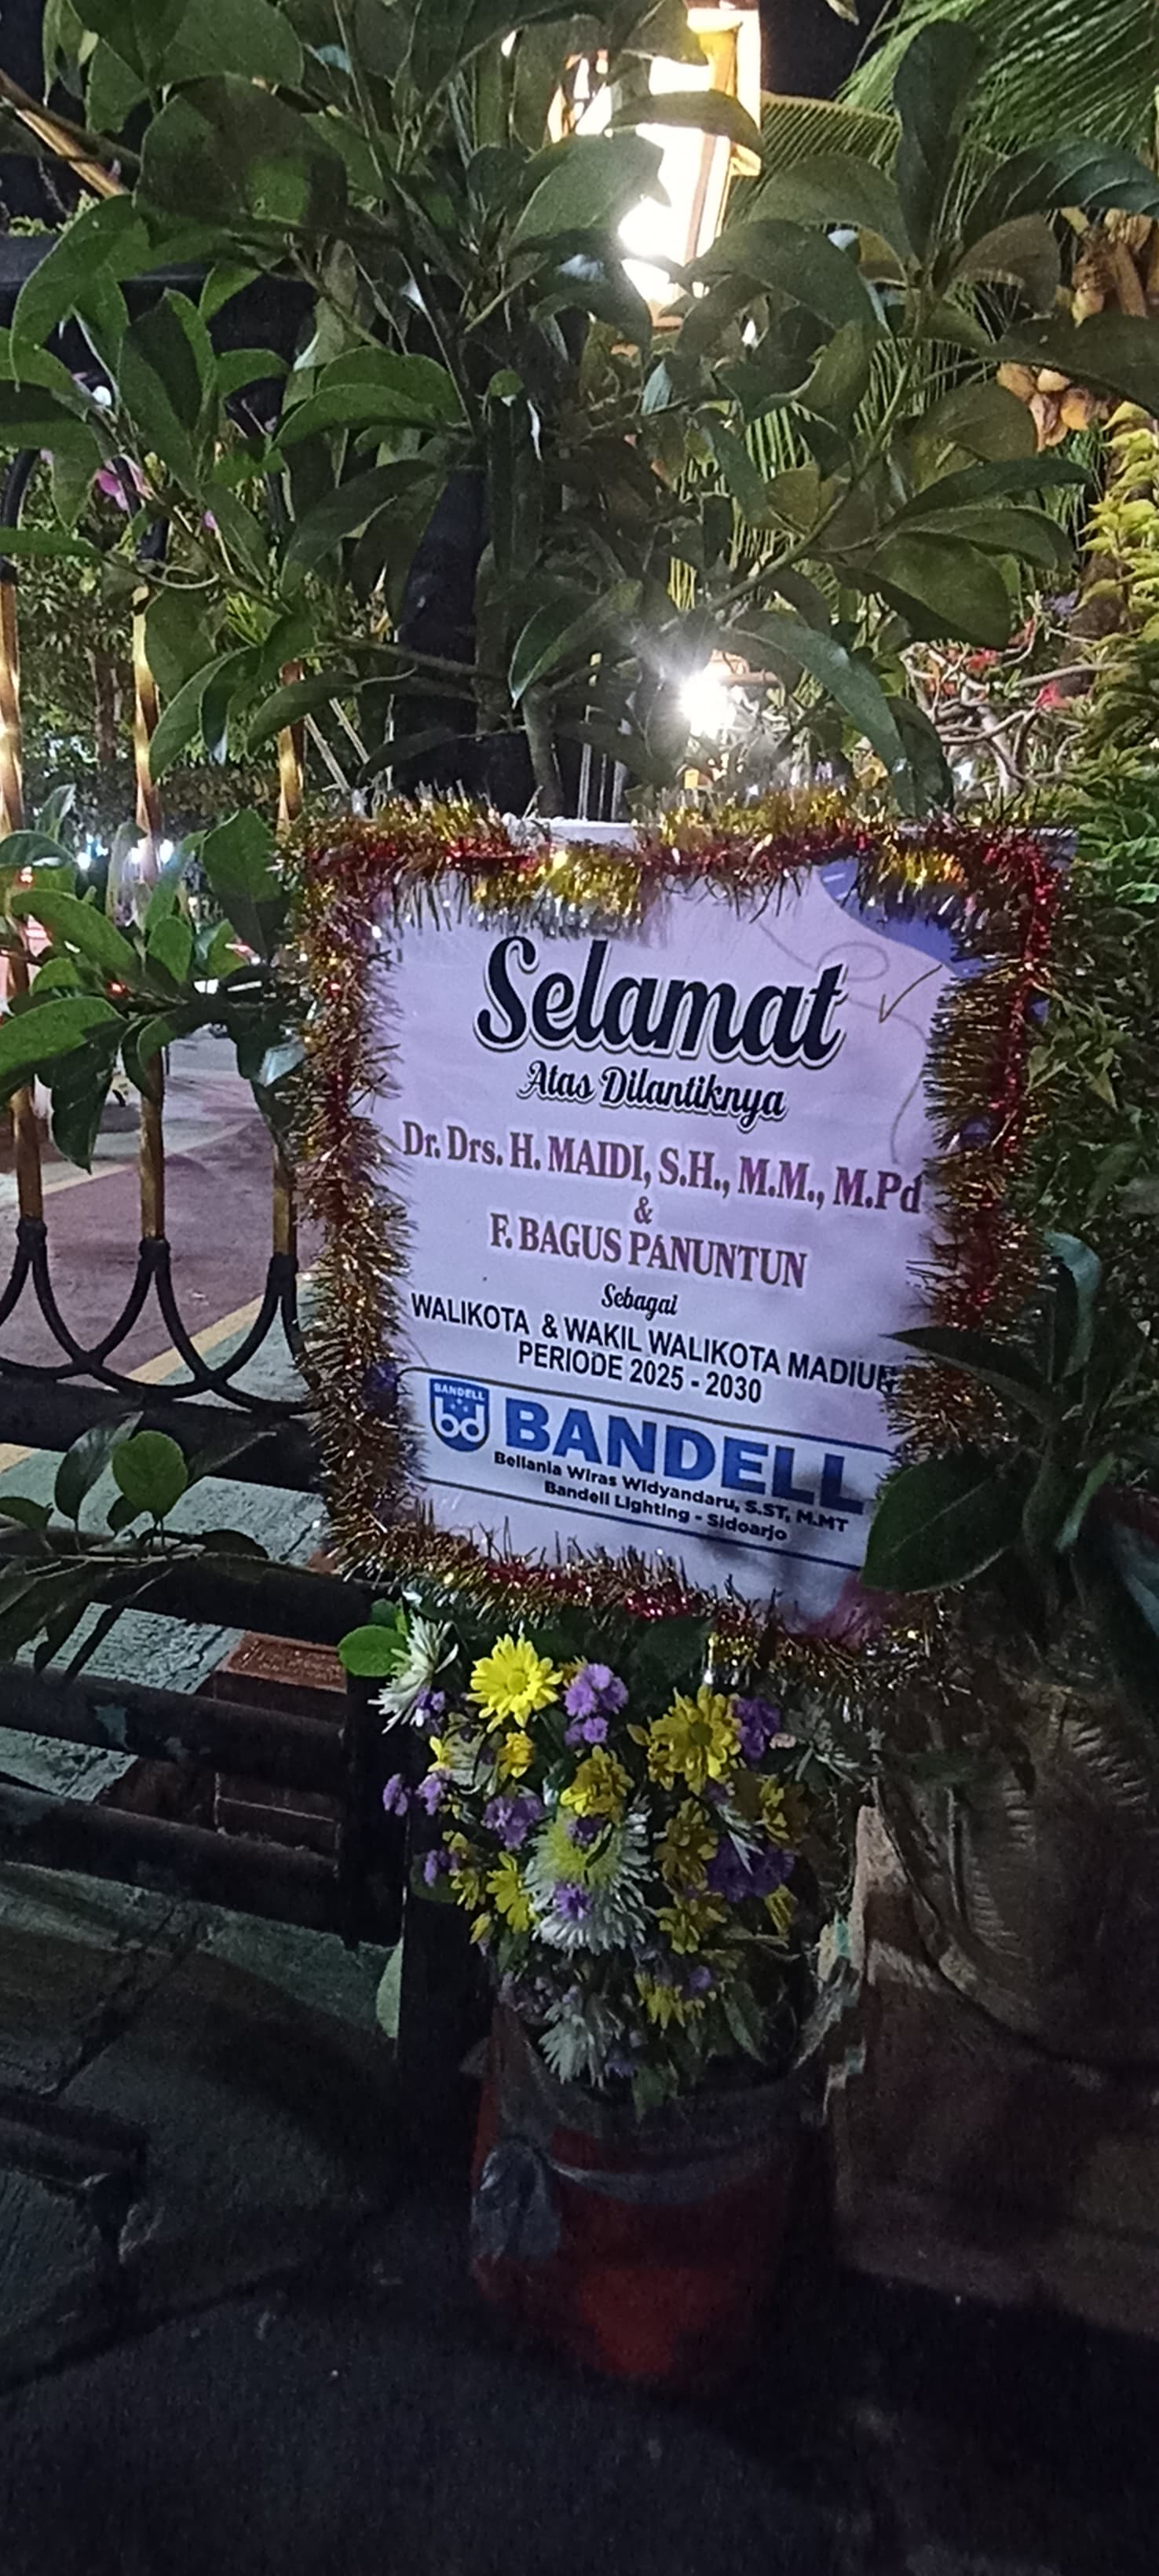 Selamat
Atas Dilantiknya
Dr. Drs. H. MAIDI, S.H., M.M., M.Pd
&
F. BAGUS PANUNTUN
Sebagai
WALIKOTA & WAKIL WALIKOTA MADIUN
PERIODE 2025 - 2030
BANDELL
bd
BANDELL
Bellania Wiras Widyandaru, S.ST, M.MT
Bandell Lighting - Sidoarjo